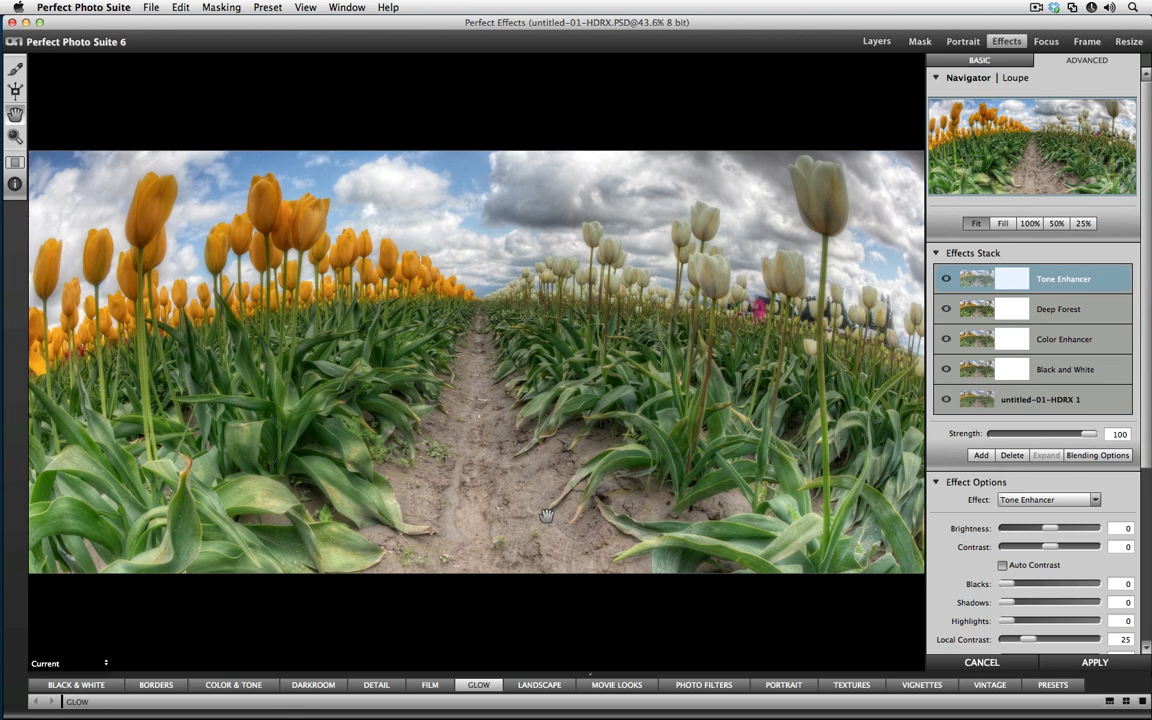 Perfect Photo Suite File Edit Masking Preset View Window Help
Perfect Effects (untitled-01-HDRX.PSD@43.6% 8 bit)
on1 Perfect Photo Suite 6 Layers Mask Portrait Effects Focus Frame Resize
BASIC ADVANCED
Navigator | Loupe
Fit Fill 100% 50% 25%
Effects Stack
Tone Enhancer
Deep Forest
Color Enhancer
Black and White
untitled-01-HDRX 1
Strength: 100
Add Delete Expand Blending Options
Effect Options
Effect: Tone Enhancer
Brightness: 0
Contrast: 0
Auto Contrast
Blacks: 0
Shadows: 0
Highlights: 0
Local Contrast: 25
Current CANCEL APPLY
BLACK & WHITE BORDERS COLOR & TONE DARKROOM DETAIL FILM GLOW LANDSCAPE MOVIE LOOKS PHOTO FILTERS PORTRAIT TEXTURES VIGNETTES VINTAGE PRESETS
GLOW